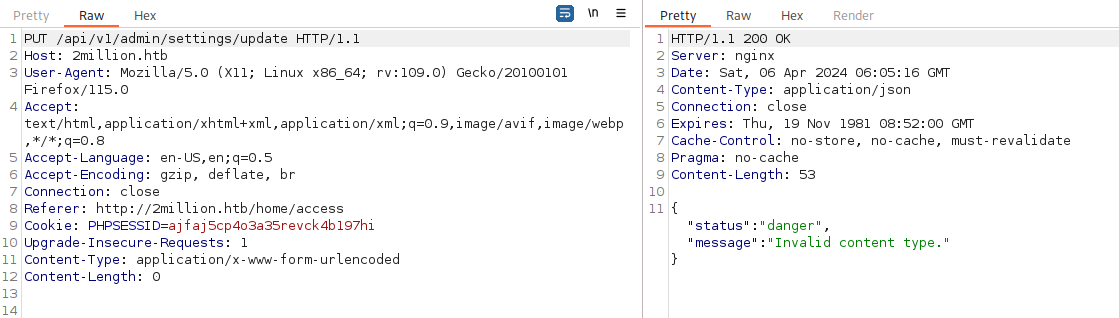 Pretty Raw Hex \n
1 PUT /api/v1/admin/settings/update HTTP/1.1
2 Host: 2million.htb
3 User-Agent: Mozilla/5.0 (X11; Linux x86_64; rv:109.0) Gecko/20100101
Firefox/115.0
4 Accept:
text/html,application/xhtml+xml,application/xml;q=0.9,image/avif,image/webp
,*/*;q=0.8
5 Accept-Language: en-US,en;q=0.5
6 Accept-Encoding: gzip, deflate, br
7 Connection: close
8 Referer: http://2million.htb/home/access
9 Cookie: PHPSESSID=ajfaj5cp4o3a35revck4b197hi
10 Upgrade-Insecure-Requests: 1
11 Content-Type: application/x-www-form-urlencoded
12 Content-Length: 0
13
14
Pretty Raw Hex Render
1 HTTP/1.1 200 OK
2 Server: nginx
3 Date: Sat, 06 Apr 2024 06:05:16 GMT
4 Content-Type: application/json
5 Connection: close
6 Expires: Thu, 19 Nov 1981 08:52:00 GMT
7 Cache-Control: no-store, no-cache, must-revalidate
8 Pragma: no-cache
9 Content-Length: 53
10
11 {
"status":"danger",
"message":"Invalid content type."
}